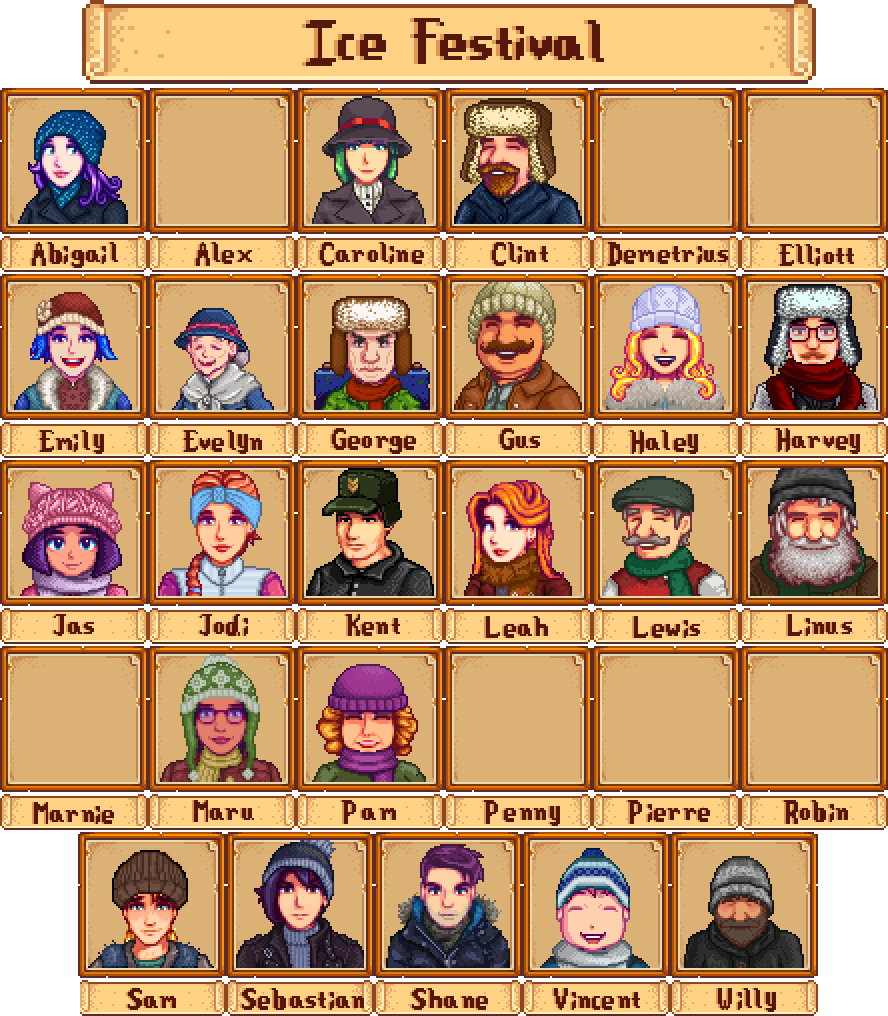 Ice Festival
Abigail Alex Caroline Clint Demetrius Elliott
Emily Evelyn George Gus Haley Harvey
Jas Jodi Kent Leah Lewis Linus
Marnie Maru Pam Penny Pierre Robin
Sam Sebastian Shane Vincent Willy